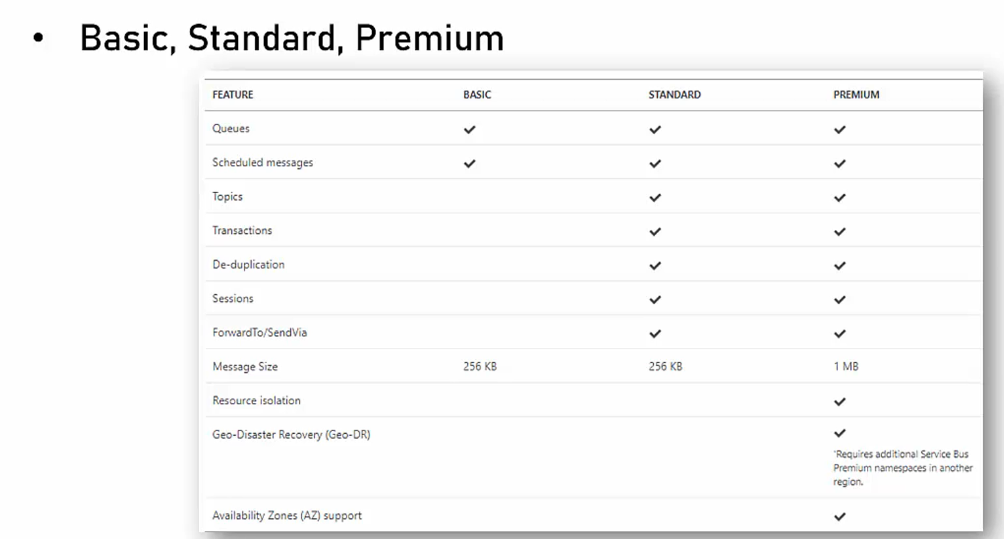 • Basic, Standard, Premium
FEATURE BASIC STANDARD PREMIUM
Queues ✓ ✓ ✓
Scheduled messages ✓ ✓ ✓
Topics ✓ ✓
Transactions ✓ ✓
De-duplication ✓ ✓
Sessions ✓ ✓
ForwardTo/SendVia ✓ ✓
Message Size 256 KB 256 KB 1 MB
Resource isolation ✓
Geo-Disaster Recovery (Geo-DR) ✓
*Requires additional Service Bus
Premium namespaces in another
region.
Availability Zones (AZ) support ✓